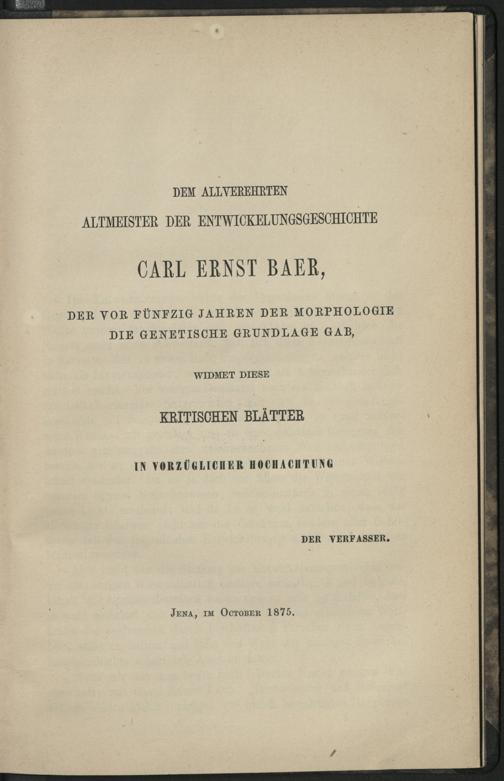 DEM ALLVEREHRTEN
ALTMEISTER DER ENTWICKELUNGSGESCHICHTE
CARL ERNST BAER,
DER VOR FÜNFZIG JAHREN DER MORPHOLOGIE
DIE GENETISCHE GRUNDLAGE GAB,
WIDMET DIESE
KRITISCHEN BLÄTTER
IN VORZÜGLICHER HOCHACHTUNG
DER VERFASSER.
JENA, IM OCTOBER 1875.